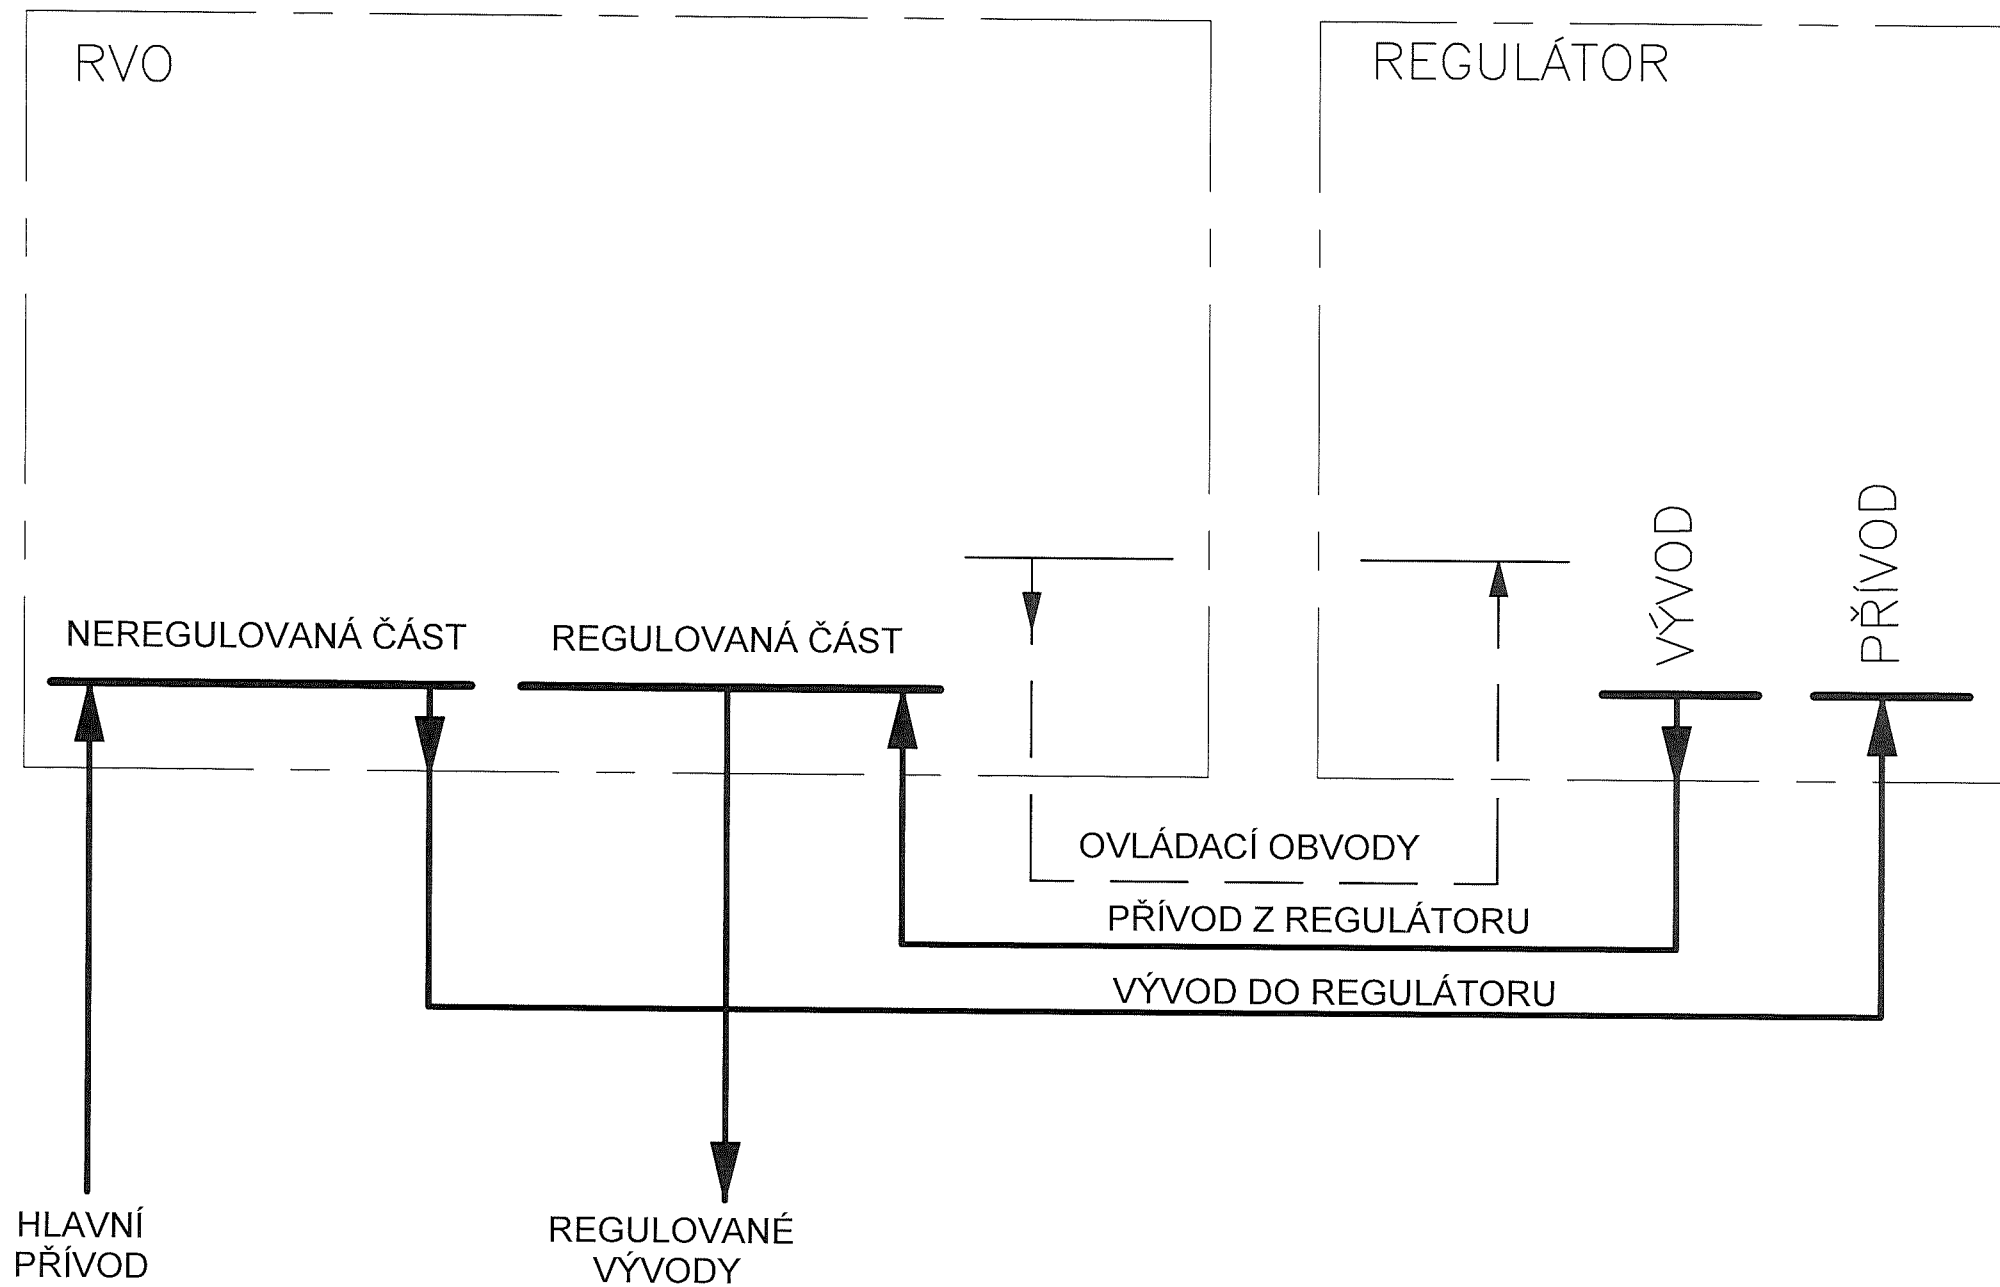 RVO
REGULÁTOR
VÝVOD
PŘÍVOD
NEREGULOVANÁ ČÁST
REGULOVANÁ ČÁST
OVLÁDACÍ OBVODY
PŘÍVOD Z REGULÁTORU
VÝVOD DO REGULÁTORU
HLAVNÍ
PŘÍVOD
REGULOVANÉ
VÝVODY